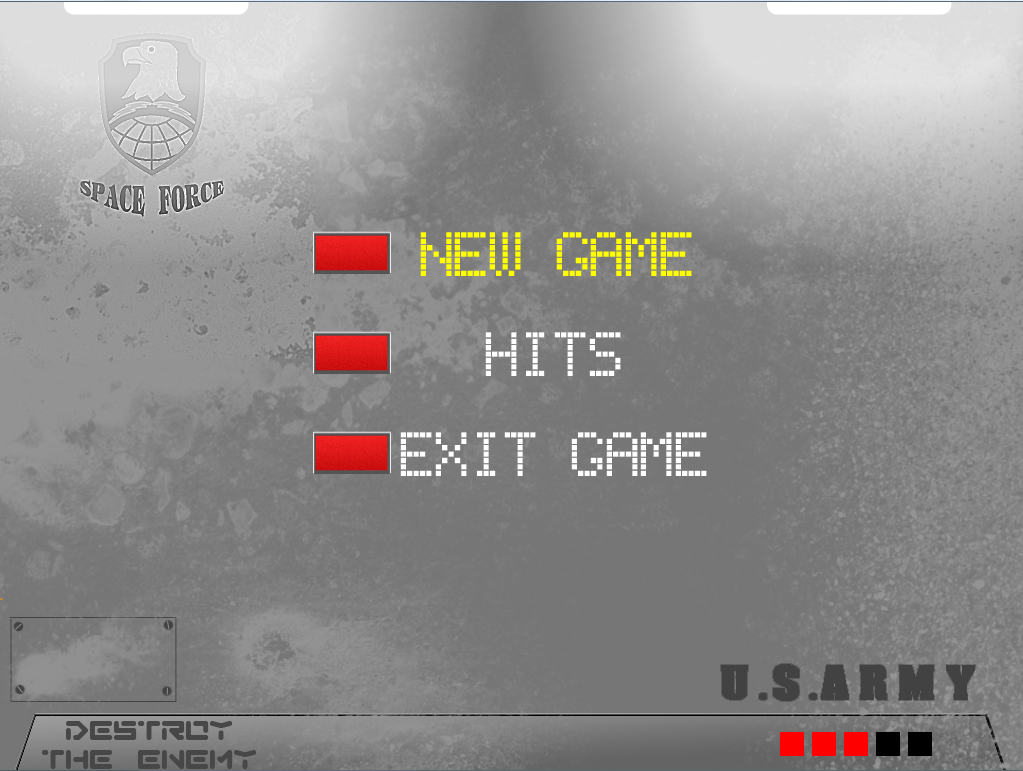 SPACE FORCE
NEW GAME
HITS
EXIT GAME
U.S.ARMY
DESTROY
THE ENEMY